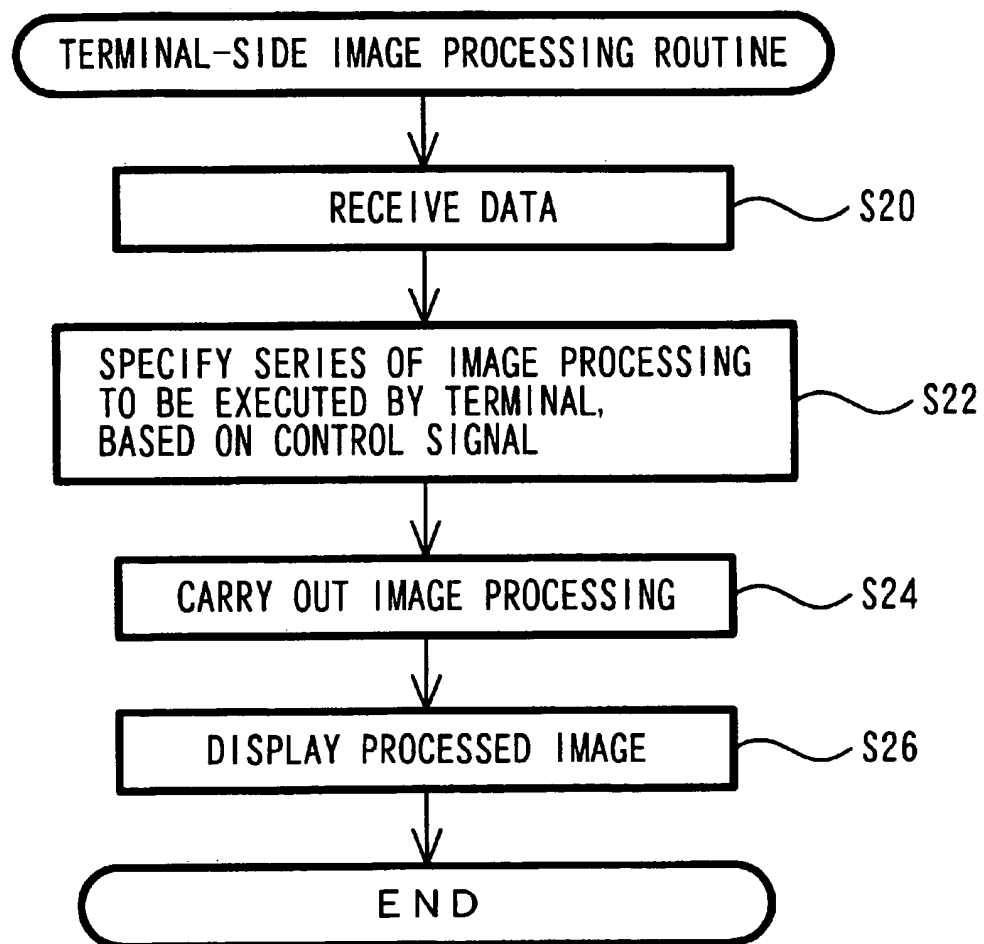 TERMINAL-SIDE IMAGE PROCESSING ROUTINE
RECEIVE DATA
S20
SPECIFY SERIES OF IMAGE PROCESSING
TO BE EXECUTED BY TERMINAL,
BASED ON CONTROL SIGNAL
S22
CARRY OUT IMAGE PROCESSING
S24
DISPLAY PROCESSED IMAGE
S26
END